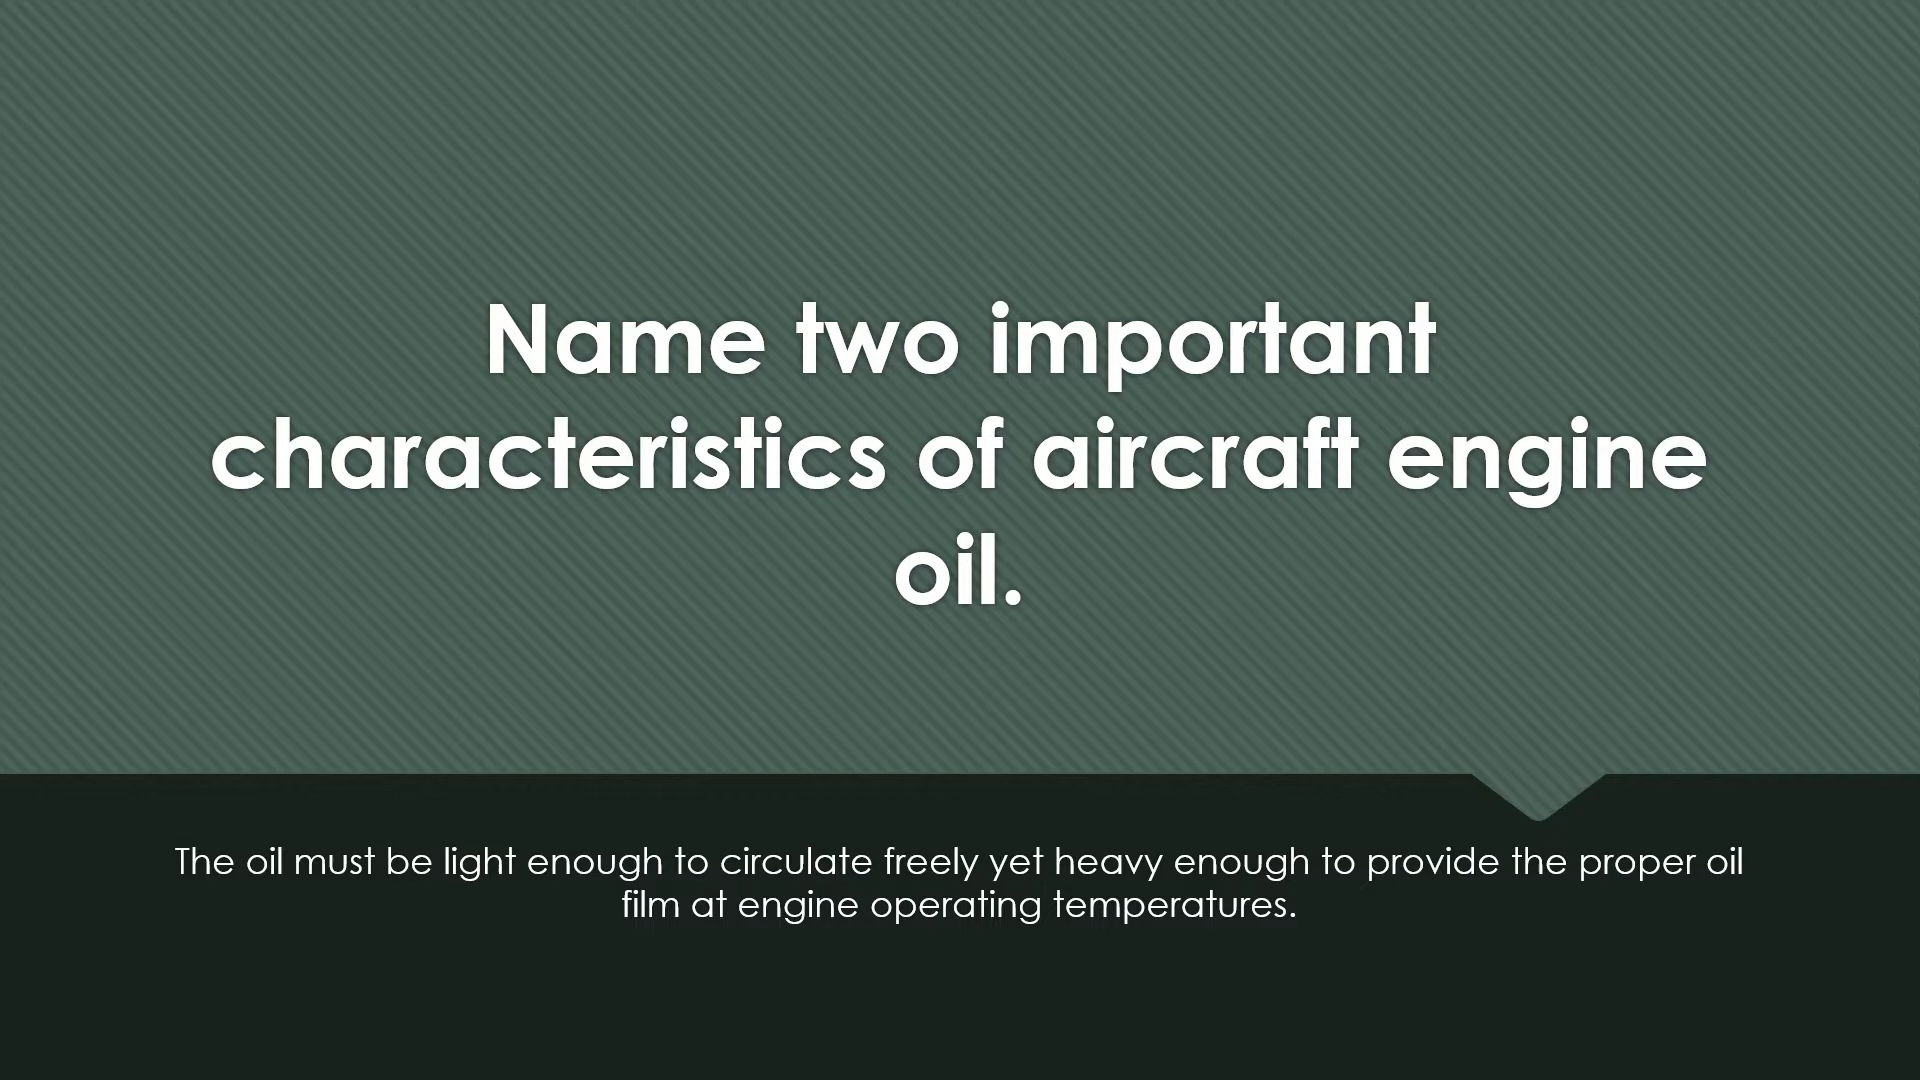 Name two important
characteristics of aircraft engine
oil.
The oil must be light enough to circulate freely yet heavy enough to provide the proper oil
film at engine operating temperatures.